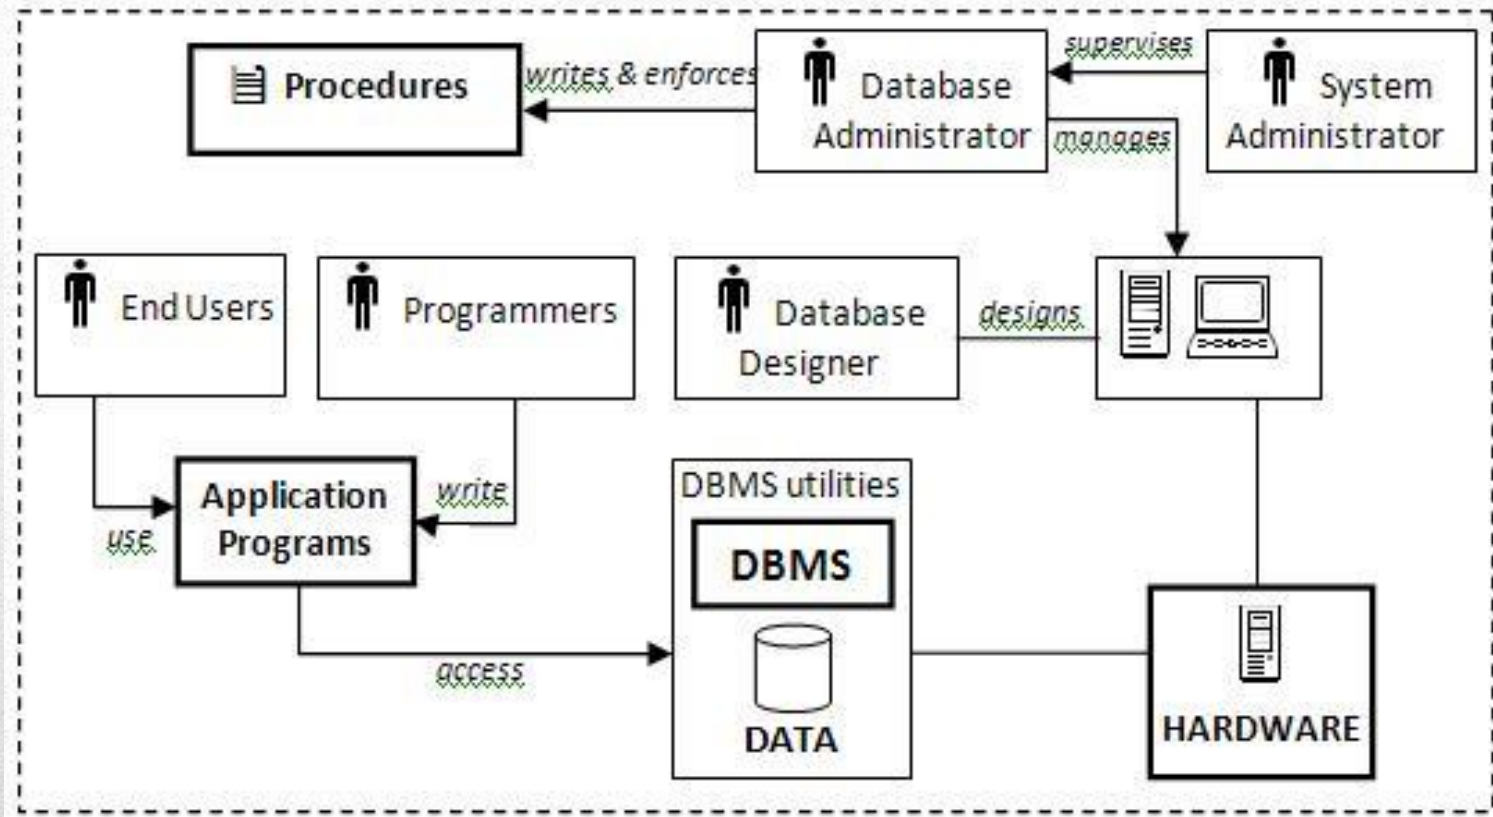 Procedures
writes & enforces
Database
Administrator
supervises
manages
System
Administrator
End Users
Programmers
Database
Designer
designs
use
Application
Programs
write
access
DBMS utilities
DBMS
DATA
HARDWARE